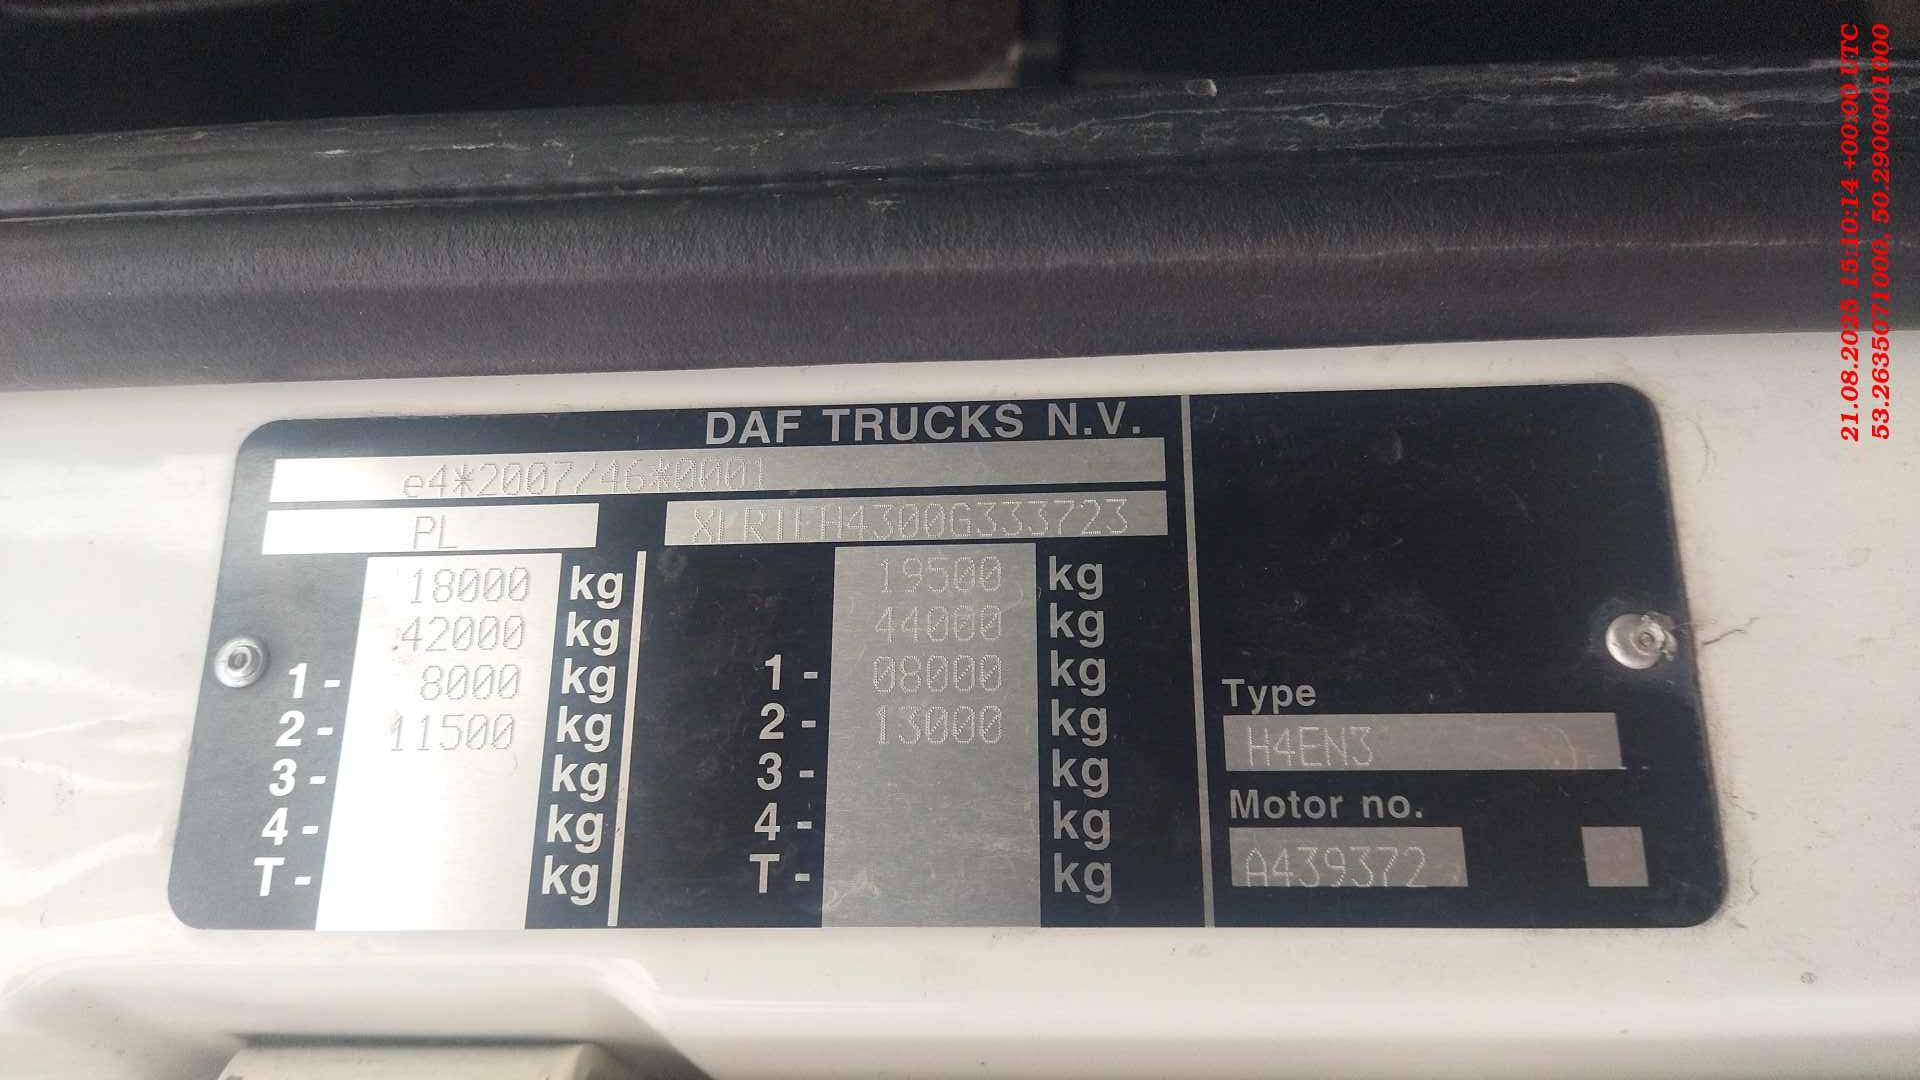 DAF TRUCKS N.V.
e4*2007/46*0001
PL
XLR1EH4300G333723
18000 kg
42000 kg
1- 8000 kg
2- 11500 kg
3- kg
4- kg
T- kg
19500 kg
44000 kg
1- 08000 kg
2- 13000 kg
3- kg
4- kg
T- kg
Type
H4EN3
Motor no.
A439372
21.08.2025 15:10:14 +00:00 UTC
53.2635071000, 50.2900001000